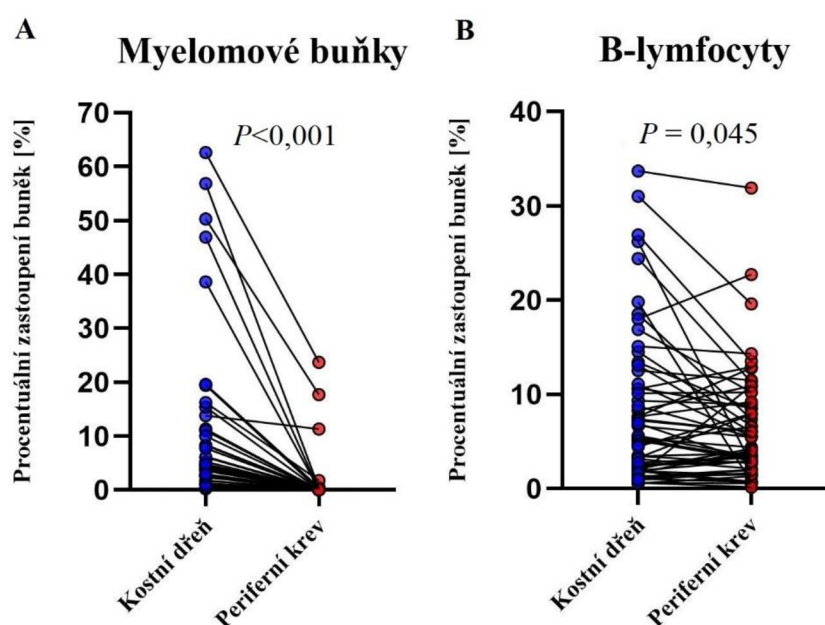 A
Myelomové buňky
Procentuální zastoupení buněk [%]
70
60
50
40
30
20
10
0
P<0,001
Kostní dřeň
Periferní krev
B
B-lymfocyty
Procentuální zastoupení buněk [%]
40
30
20
10
0
P = 0,045
Kostní dřeň
Periferní krev